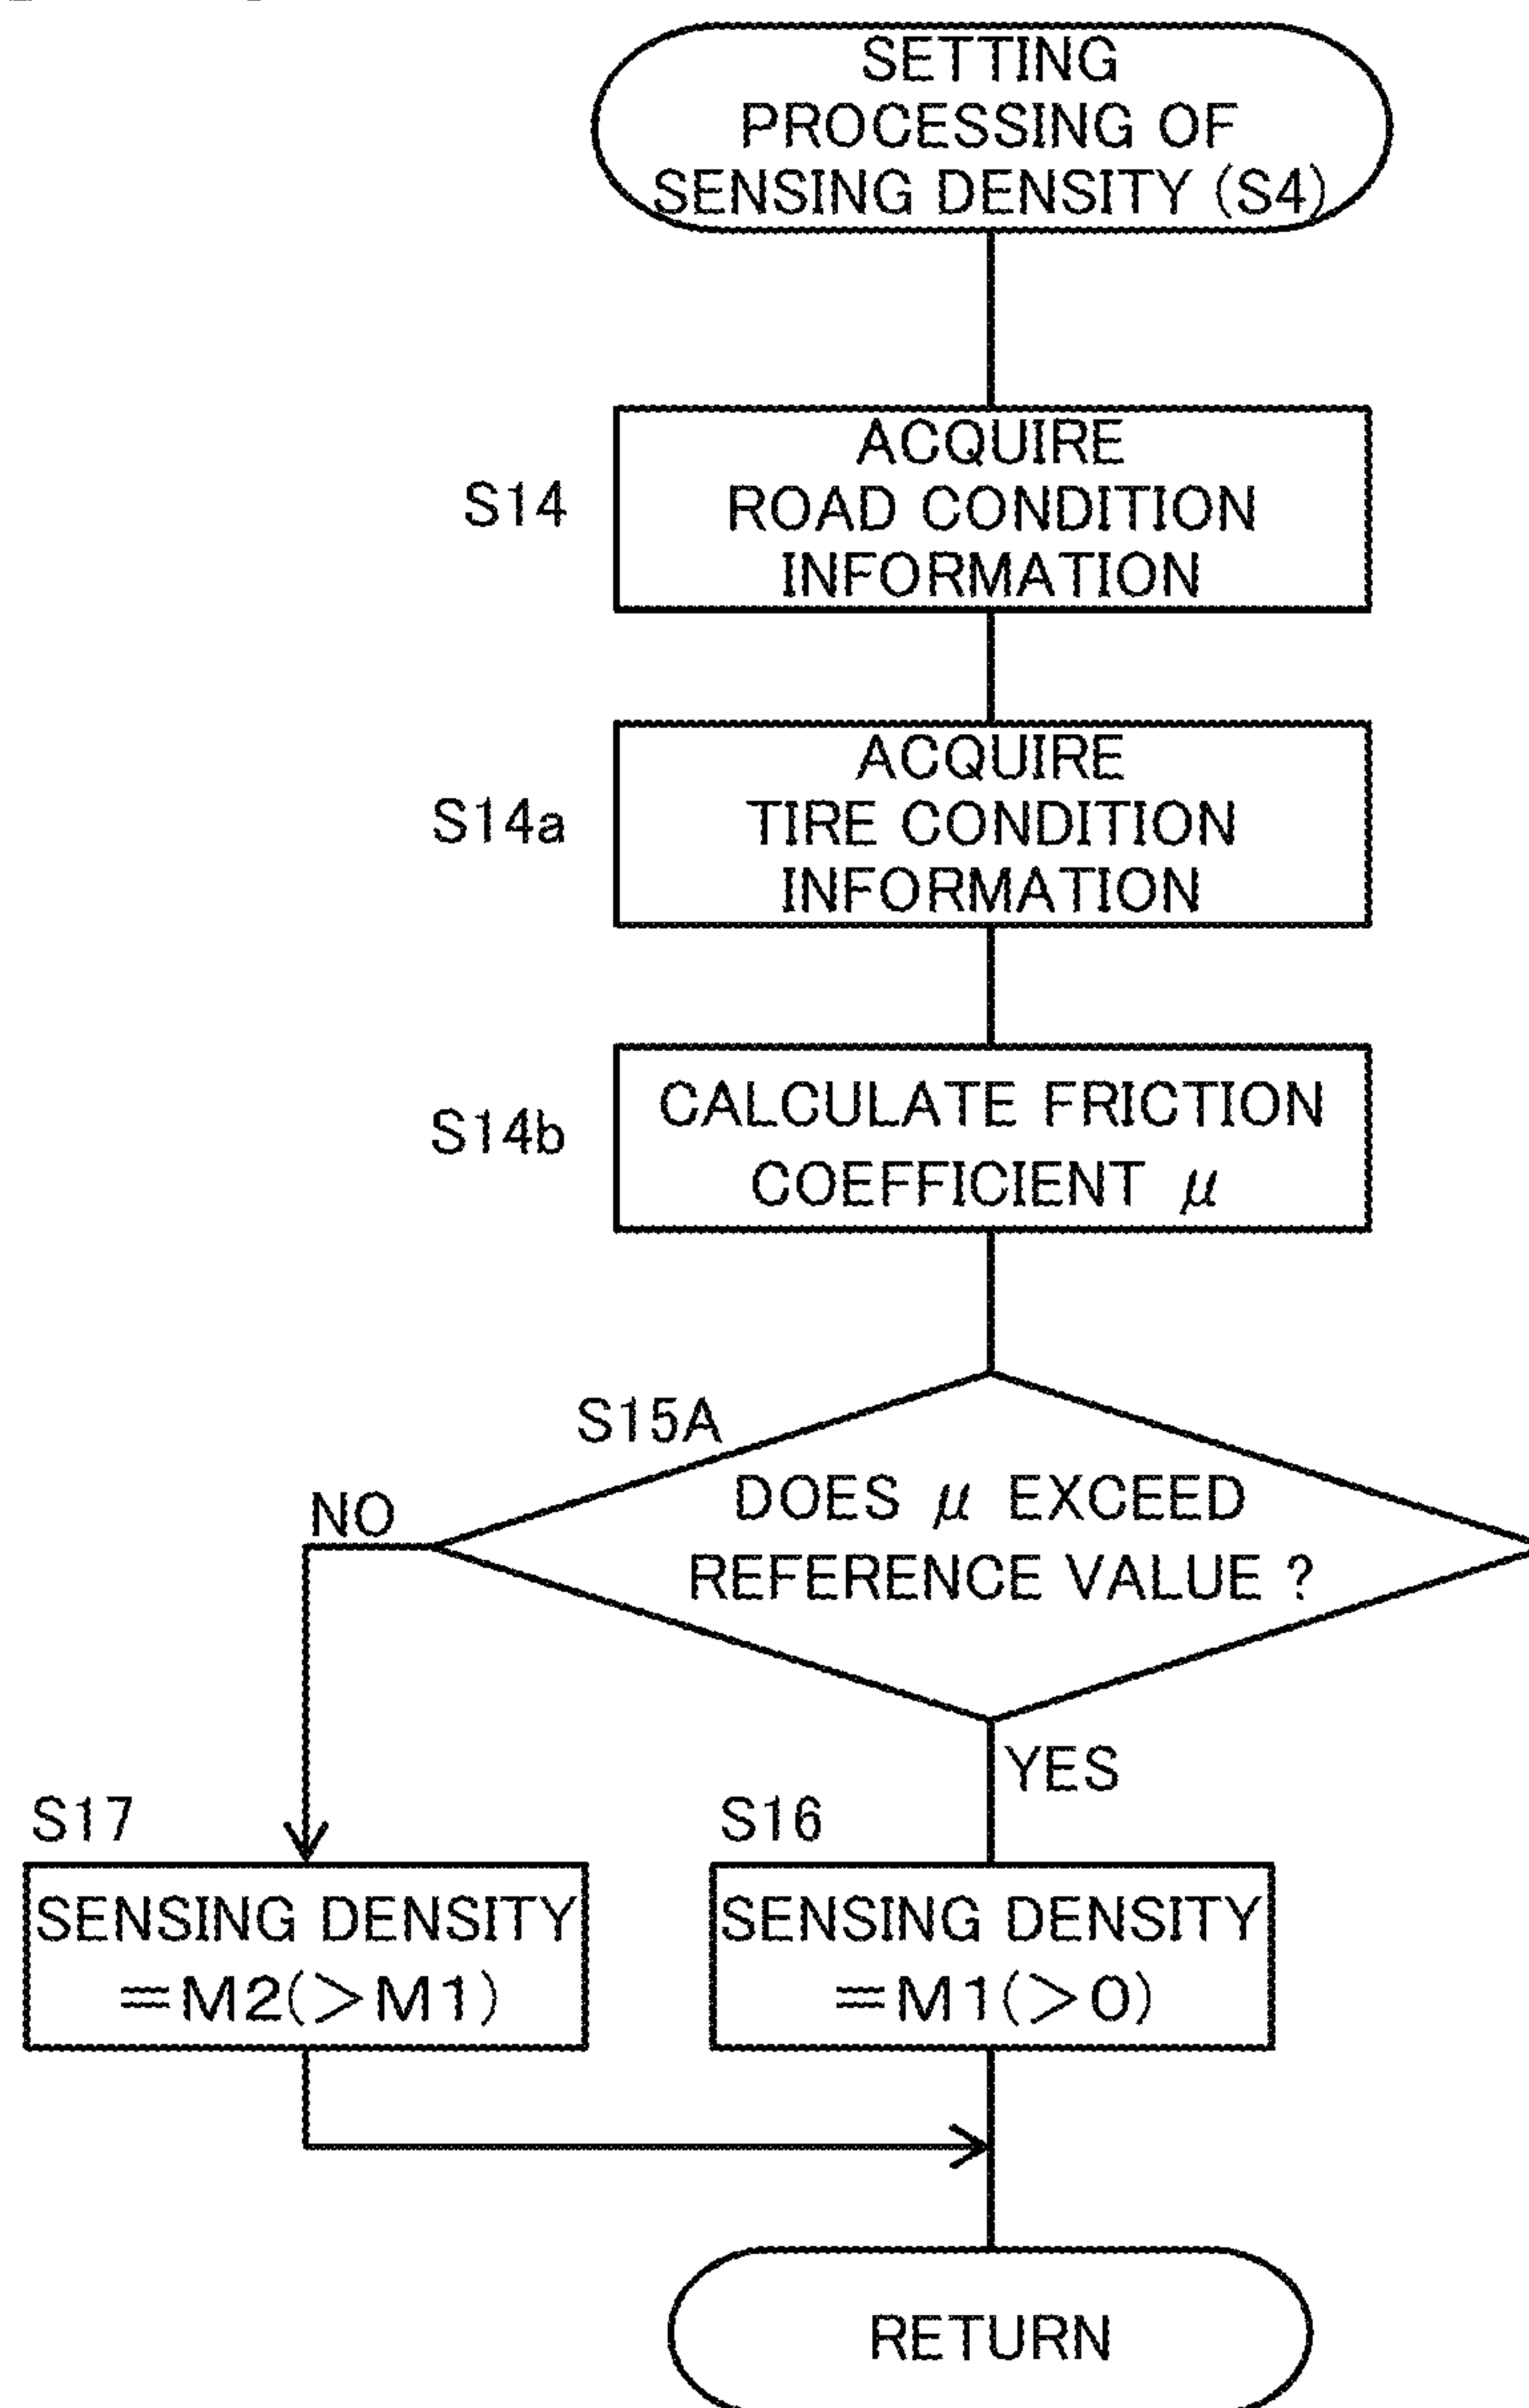 SETTING
PROCESSING OF
SENSING DENSITY (S4)
S14
ACQUIRE
ROAD CONDITION
INFORMATION
S14a
ACQUIRE
TIRE CONDITION
INFORMATION
S14b
CALCULATE FRICTION
COEFFICIENT μ
S15A
DOES μ EXCEED
REFERENCE VALUE ?
NO
YES
S17
SENSING DENSITY
=M2(>M1)
S16
SENSING DENSITY
=M1(>0)
RETURN